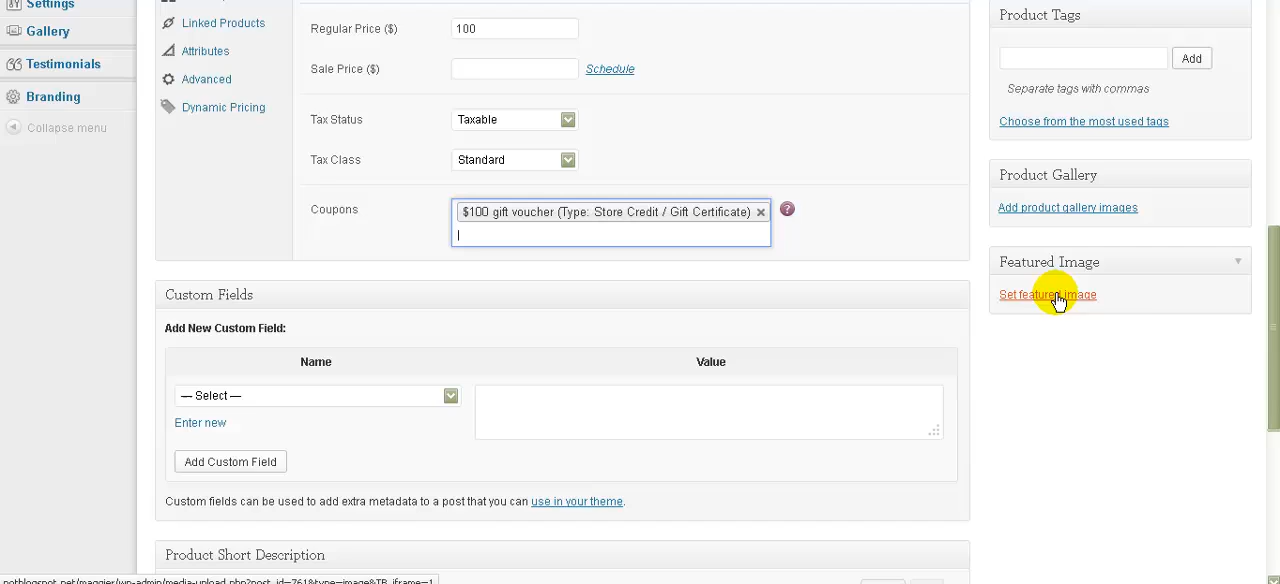 Settings
Gallery
Testimonials
Branding
Collapse menu
Linked Products
Attributes
Advanced
Dynamic Pricing
Regular Price ($)
100
Sale Price ($)
Schedule
Tax Status
Taxable
Tax Class
Standard
Coupons
$100 gift voucher (Type: Store Credit / Gift Certificate) ×
?
Custom Fields
Add New Custom Field:
Name
Value
— Select —
Enter new
Add Custom Field
Custom fields can be used to add extra metadata to a post that you can use in your theme.
Product Short Description
Product Tags
Add
Separate tags with commas
Choose from the most used tags
Product Gallery
Add product gallery images
Featured Image
Set featured image